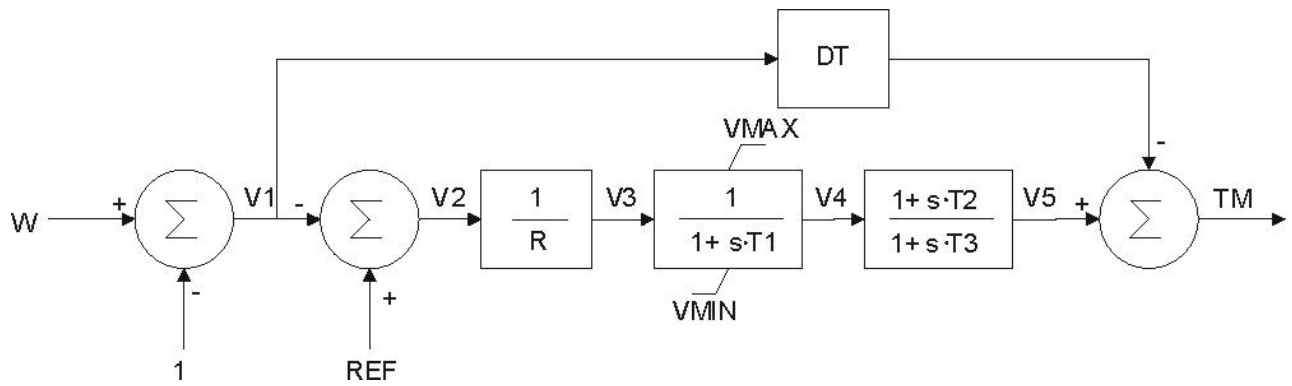 DT
VMAX
W
+
-
1
Σ
V1
-
+
REF
Σ
V2
1
R
V3
1
1+ s·T1
VMIN
V4
1+ s·T2
1+ s·T3
V5
+
-
Σ
TM